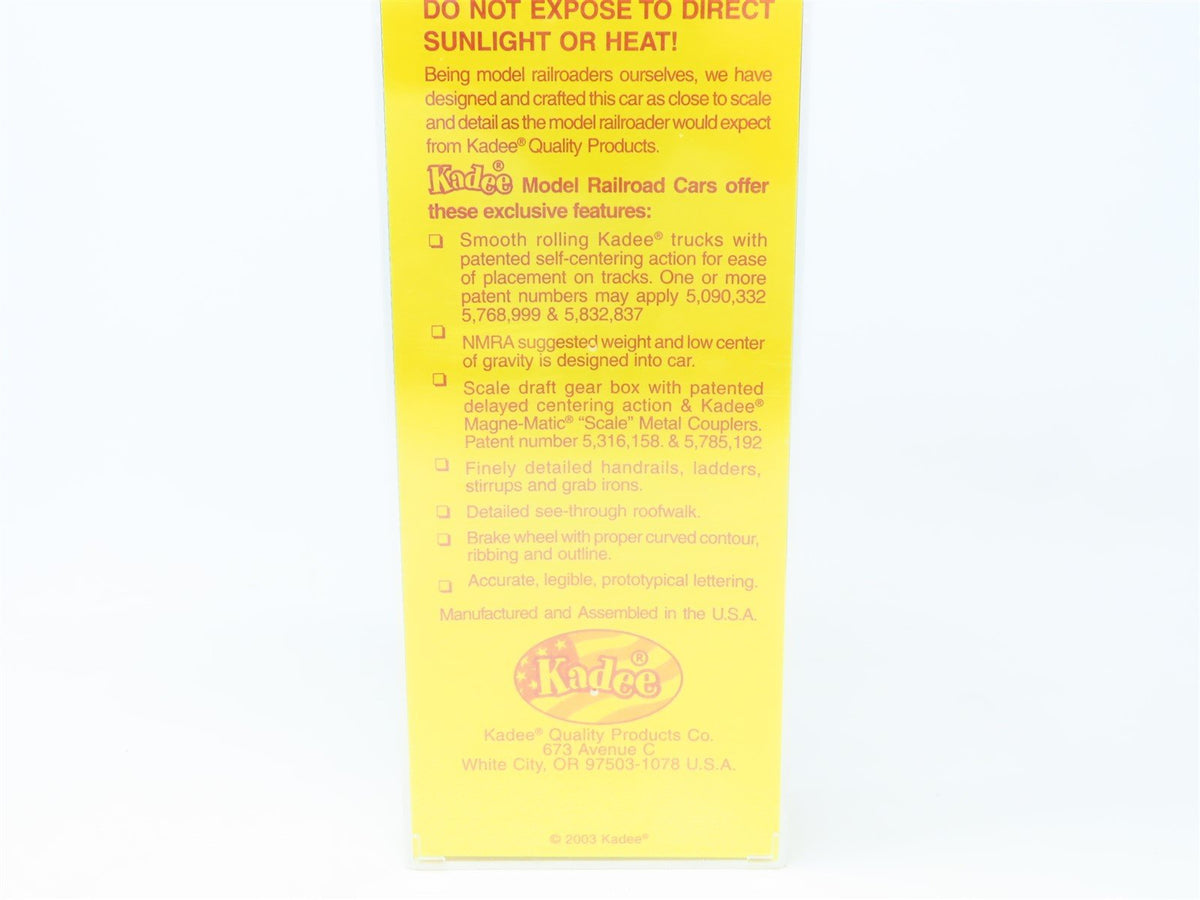 DO NOT EXPOSE TO DIRECT
SUNLIGHT OR HEAT!
Being model railroaders ourselves, we have
designed and crafted this car as close to scale
and detail as the model railroader would expect
from Kadee® Quality Products.
Kadee® Model Railroad Cars offer
these exclusive features:
❏ Smooth rolling Kadee® trucks with
patented self-centering action for ease
of placement on tracks. One or more
patent numbers may apply 5,090,332
5,768,999 & 5,832,837
❏ NMRA suggested weight and low center
of gravity is designed into car.
❏ Scale draft gear box with patented
delayed centering action & Kadee®
Magne-Matic® “Scale” Metal Couplers.
Patent number 5,316,158. & 5,785,192
❏ Finely detailed handrails, ladders,
stirrups and grab irons.
❏ Detailed see-through roofwalk.
❏ Brake wheel with proper curved contour,
ribbing and outline.
❏ Accurate, legible, prototypical lettering.
Manufactured and Assembled in the U.S.A.
Kadee®
Kadee® Quality Products Co.
673 Avenue C
White City, OR 97503-1078 U.S.A.
© 2003 Kadee®